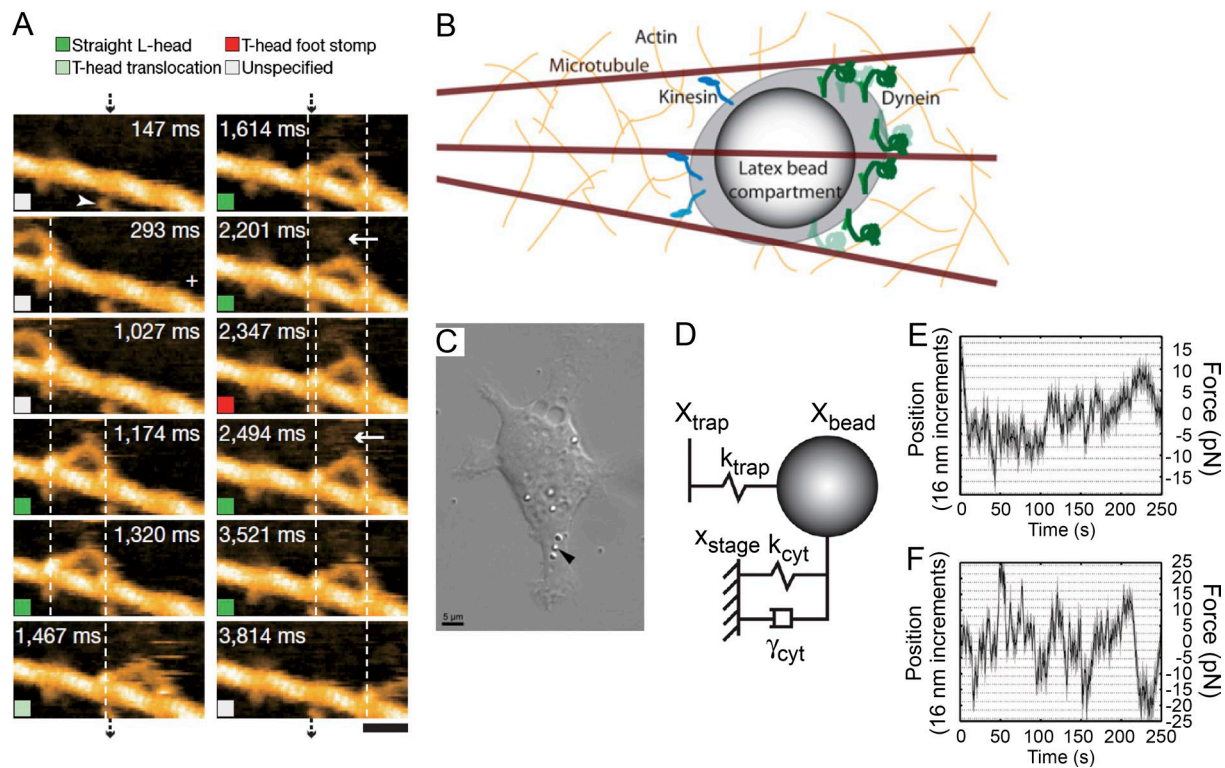 A
Straight L-head
T-head foot stomp
T-head translocation
Unspecified
147 ms
1,614 ms
293 ms
+
2,201 ms
1,027 ms
2,347 ms
1,174 ms
2,494 ms
1,320 ms
3,521 ms
1,467 ms
3,814 ms
B
Actin
Microtubule
Kinesin
Dynein
Latex bead
compartment
C
5 µm
D
Xtrap
Xbead
ktrap
xstage
kcyt
γcyt
E
Position
(16 nm increments)
15
10
5
0
-5
-10
-15
Force (pN)
0 50 100 150 200 250
Time (s)
F
Position
(16 nm increments)
25
20
15
10
5
0
-5
-10
-15
-20
-25
Force (pN)
0 50 100 150 200 250
Time (s)